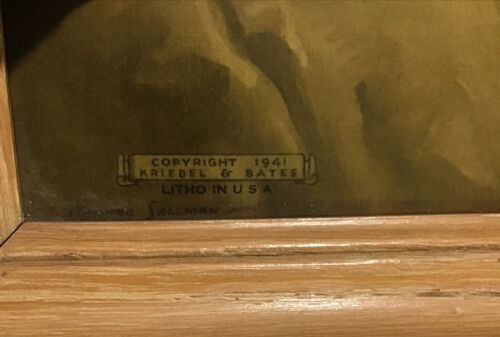 COPYRIGHT 1941
KRIEBEL & BATES
LITHO IN U S A
SALLMAN